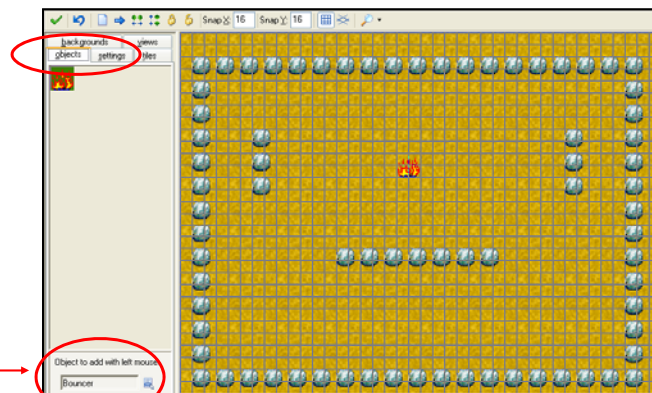 Snap X: 16 Snap Y: 16
backgrounds views
objects settings tiles
Object to add with left mouse:
Bouncer